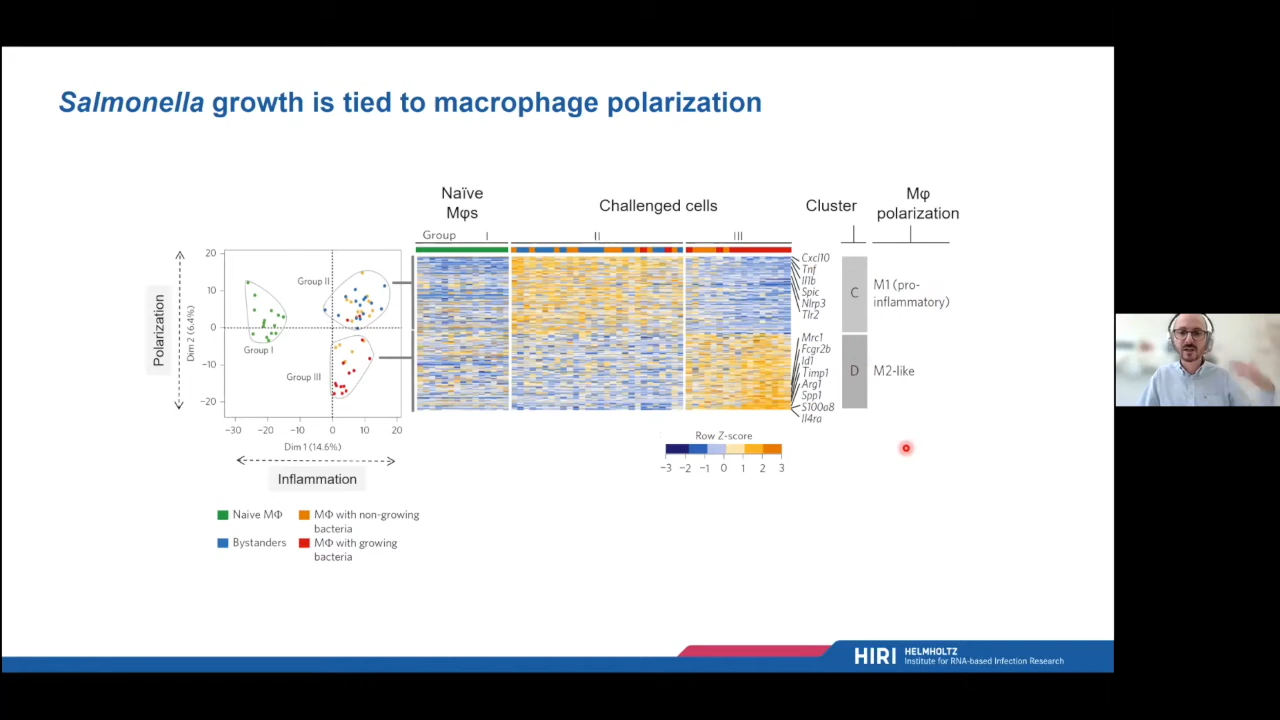 Salmonella growth is tied to macrophage polarization
Naïve
Mφs
Challenged cells
Cluster
Mφ
polarization
Group
I
II
III
20
10
0
−10
−20
Polarization
Dim 2 (6.4%)
Group II
Group I
Group III
−30
−20
−10
0
10
20
Dim 1 (14.6%)
Inflammation
Cxcl10
Tnf
Il1b
Spic
Nlrp3
Tlr2
Mrc1
Fcgr2b
Id1
Timp1
Arg1
Spp1
S100a8
Il4ra
C
D
M1 (pro-
inflammatory)
M2-like
Row Z-score
−3 −2 −1 0 1 2 3
Naive MΦ
MΦ with non-growing
bacteria
Bystanders
MΦ with growing
bacteria
HIRI
HELMHOLTZ
Institute for RNA-based Infection Research